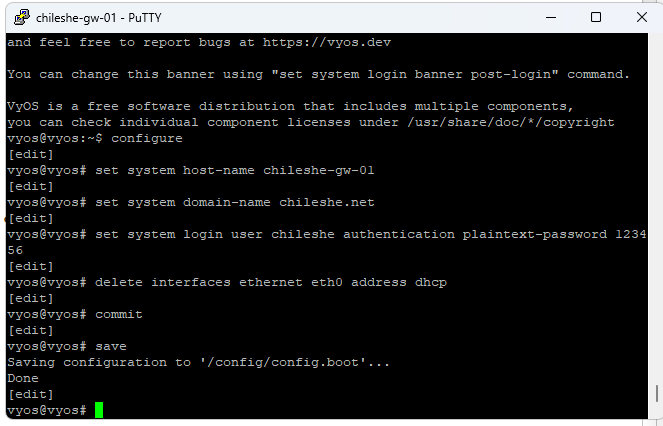 chileshe-gw-01 - PuTTY
and feel free to report bugs at https://vyos.dev
You can change this banner using "set system login banner post-login" command.
VyOS is a free software distribution that includes multiple components,
you can check individual component licenses under /usr/share/doc/*/copyright
vyos@vyos:~$ configure
[edit]
vyos@vyos# set system host-name chileshe-gw-01
[edit]
vyos@vyos# set system domain-name chileshe.net
[edit]
vyos@vyos# set system login user chileshe authentication plaintext-password 1234
56
[edit]
vyos@vyos# delete interfaces ethernet eth0 address dhcp
[edit]
vyos@vyos# commit
[edit]
vyos@vyos# save
Saving configuration to '/config/config.boot'...
Done
[edit]
vyos@vyos#